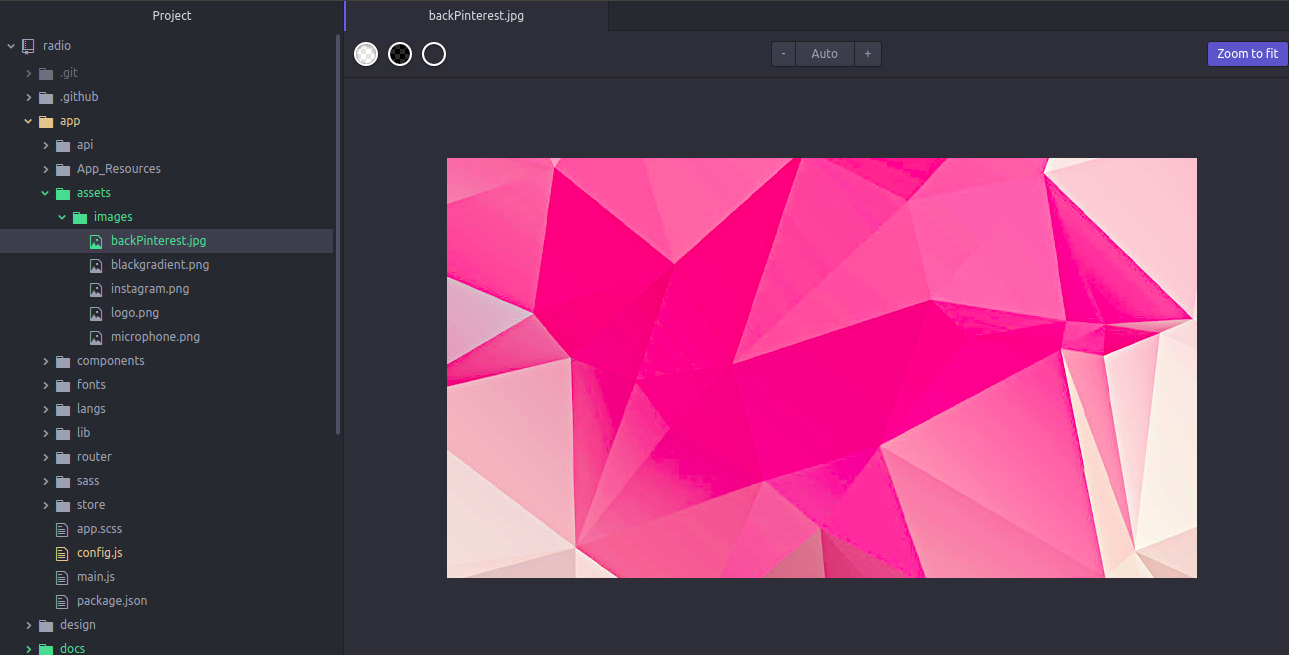 Project
radio
.git
.github
app
api
App_Resources
assets
images
backPinterest.jpg
blackgradient.png
instagram.png
logo.png
microphone.png
components
fonts
langs
lib
router
sass
store
app.scss
config.js
main.js
package.json
design
docs
backPinterest.jpg
- Auto +
Zoom to fit